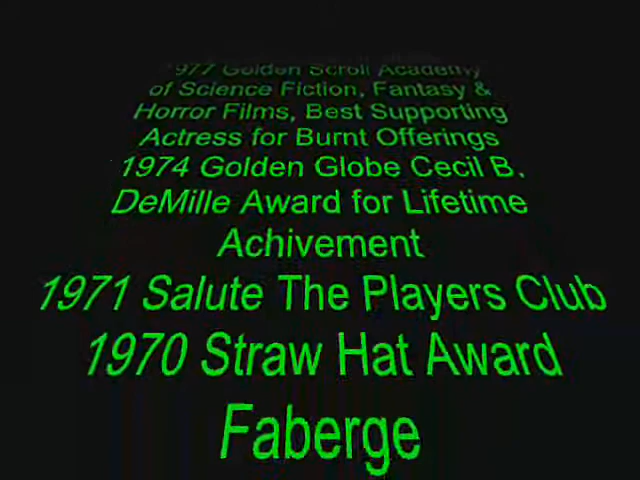 1977 Golden Scroll Academy
of Science Fiction, Fantasy &
Horror Films, Best Supporting
Actress for Burnt Offerings
1974 Golden Globe Cecil B.
DeMille Award for Lifetime
Achivement
1971 Salute The Players Club
1970 Straw Hat Award
Faberge